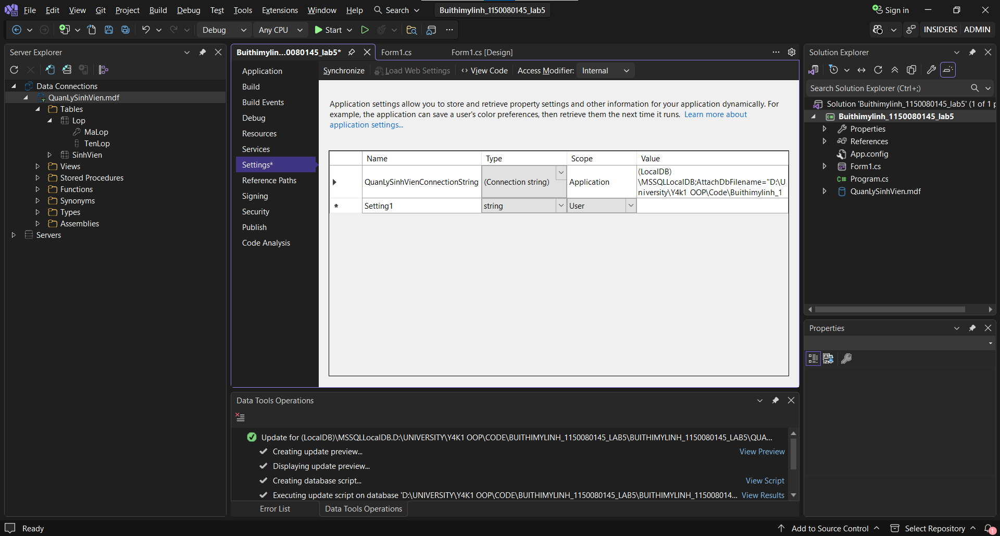 File Edit View Git Project Build Debug Test Tools Extensions Window Help Search Buithimylinh_1150080145_lab5 Sign in
Debug Any CPU Start INSIDERS ADMIN
Server Explorer
Data Connections
QuanLySinhVien.mdf
Tables
Lop
MaLop
TenLop
SinhVien
Views
Stored Procedures
Functions
Synonyms
Types
Assemblies
Servers
Buithimylin...0080145_lab5* Form1.cs Form1.cs [Design]
Application
Build
Build Events
Debug
Resources
Services
Settings*
Reference Paths
Signing
Security
Publish
Code Analysis
Synchronize Load Web Settings View Code Access Modifier: Internal
Application settings allow you to store and retrieve property settings and other information for your application dynamically. For
example, the application can save a user's color preferences, then retrieve them the next time it runs. Learn more about
application settings...
Name Type Scope Value
QuanLySinhVienConnectionString (Connection string) Application (LocalDB)
\MSSQLLocalDB;AttachDbFilename="D:\U
niversity\Y4k1 OOP\Code\Buithimylinh_1
* Setting1 string User
Data Tools Operations
Update for (LocalDB)\MSSQLLocalDB.D:\UNIVERSITY\Y4K1 OOP\CODE\BUITHIMYLINH_1150080145_LAB5\BUITHIMYLINH_1150080145_LAB5\QUA...
Creating update preview... View Preview
Displaying update preview...
Creating database script... View Script
Executing update script on database 'D:\UNIVERSITY\Y4K1 OOP\CODE\BUITHIMYLINH_1150080145_LAB5\BUITHIMYLINH_115008014... View Results
Error List Data Tools Operations
Solution Explorer
Search Solution Explorer (Ctrl+;)
Solution 'Buithimylinh_1150080145_lab5' (1 of 1 p
Buithimylinh_1150080145_lab5
Properties
References
App.config
Form1.cs
C# Program.cs
QuanLySinhVien.mdf
Properties
Ready Add to Source Control Select Repository 1